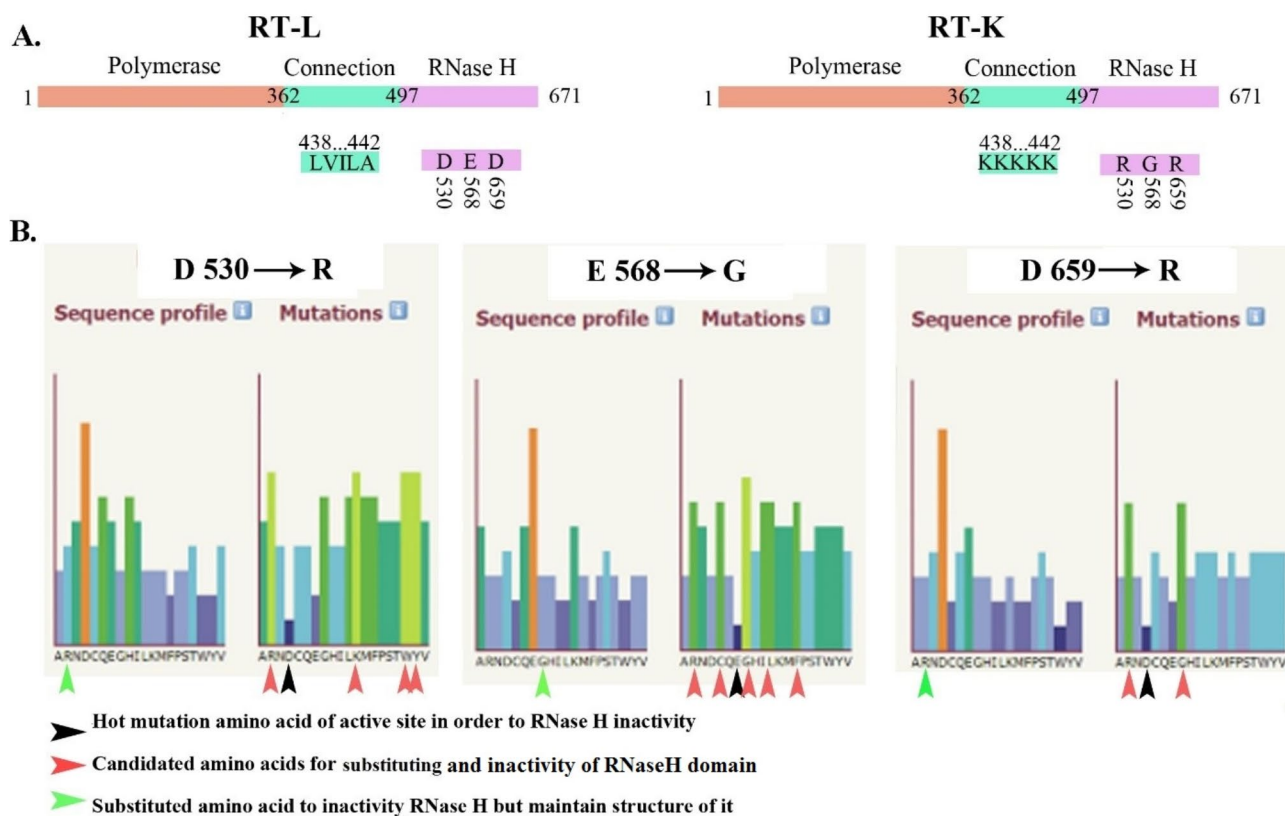 A.
RT-L
RT-K
Polymerase Connection RNase H
1 362 497 671
438...442
LVILA
D E D
530 568 659
Polymerase Connection RNase H
1 362 497 671
438...442
KKKKK
R G R
530 568 659
B.
D 530 → R
Sequence profile i Mutations i
ARNDCQEGHILKMFPSTWYV ARNDCQEGHILKMFPSTWYV
E 568 → G
Sequence profile i Mutations i
ARNDCQEGHILKMFPSTWYV ARNDCQEGHILKMFPSTWYV
D 659 → R
Sequence profile i Mutations i
ARNDCQEGHILKMFPSTWYV ARNDCQEGHILKMFPSTWYV
Hot mutation amino acid of active site in order to RNase H inactivity
Candidated amino acids for substituting and inactivity of RNaseH domain
Substituted amino acid to inactivity RNase H but maintain structure of it